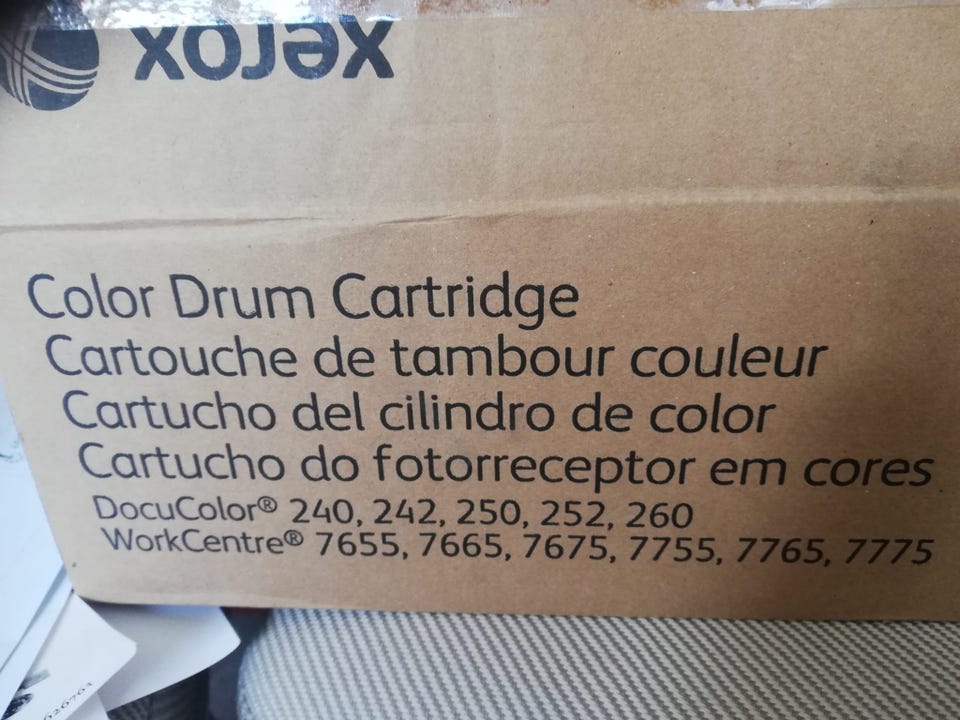 xerox
Color Drum Cartridge
Cartouche de tambour couleur
Cartucho del cilindro de color
Cartucho do fotorreceptor em cores
DocuColor® 240, 242, 250, 252, 260
WorkCentre® 7655, 7665, 7675, 7755, 7765, 7775